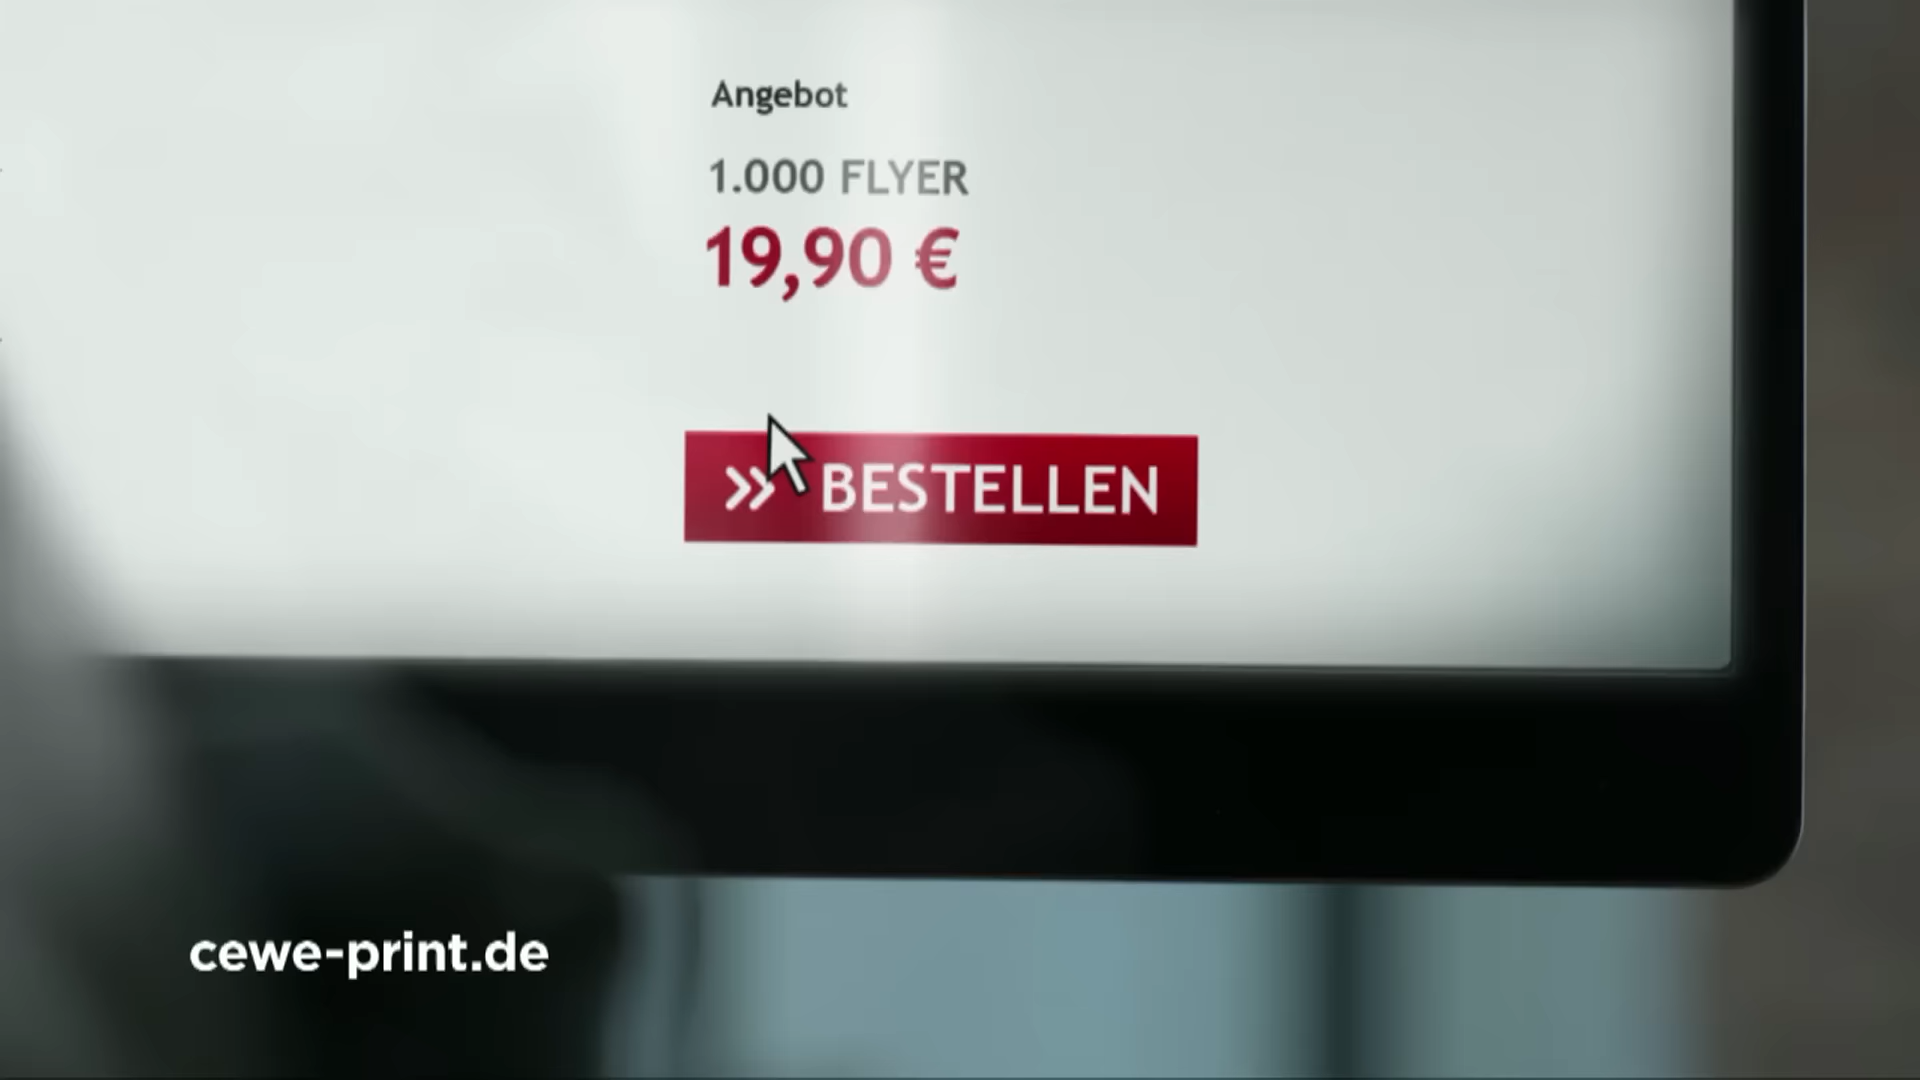 Angebot
1.000 FLYER
19,90 €
» BESTELLEN
cewe-print.de